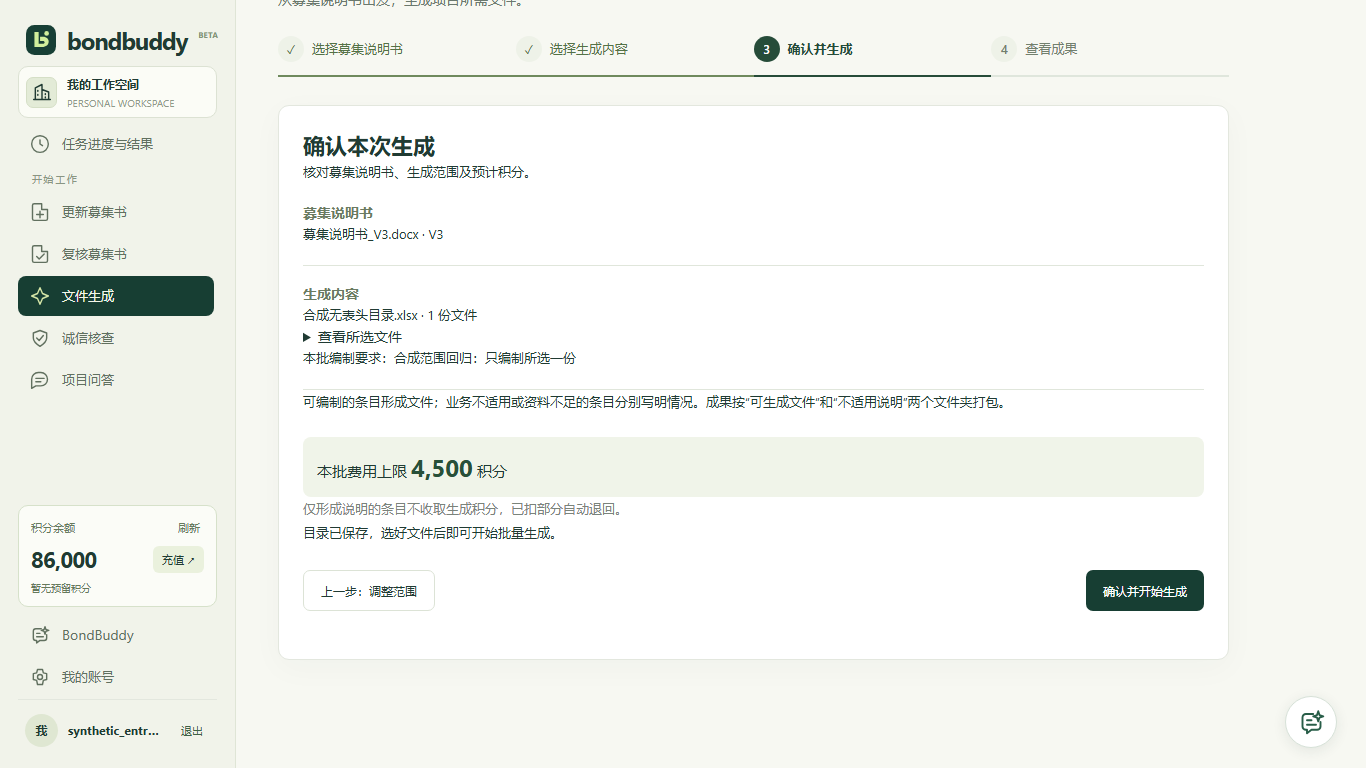 从募集说明书出发，生成项目所需文件。
bondbuddy BETA
我的工作空间
PERSONAL WORKSPACE
任务进度与结果
开始工作
更新募集书
复核募集书
文件生成
诚信核查
项目问答
积分余额 刷新
86,000 充值 ↗
暂无预留积分
BondBuddy
我的账号
我 synthetic_entr... 退出
✓ 选择募集说明书 ✓ 选择生成内容 3 确认并生成 4 查看成果
确认本次生成
核对募集说明书、生成范围及预计积分。
募集说明书
募集说明书_V3.docx · V3
生成内容
合成无表头目录.xlsx · 1 份文件
▶ 查看所选文件
本批编制要求：合成范围回归：只编制所选一份
可编制的条目形成文件；业务不适用或资料不足的条目分别写明情况。成果按“可生成文件”和“不适用说明”两个文件夹打包。
本批费用上限 4,500 积分
仅形成说明的条目不收取生成积分，已扣部分自动退回。
目录已保存，选好文件后即可开始批量生成。
上一步：调整范围 确认并开始生成